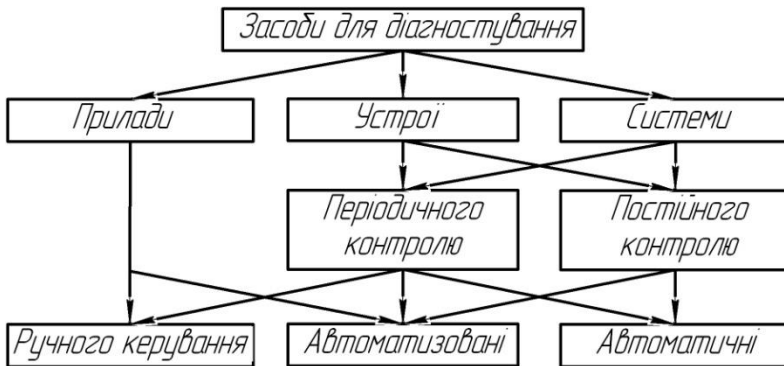 Засоби для діагностування
Прилади
Устрої
Системи
Періодичного
контролю
Постійного
контролю
Ручного керування
Автоматизовані
Автоматичні